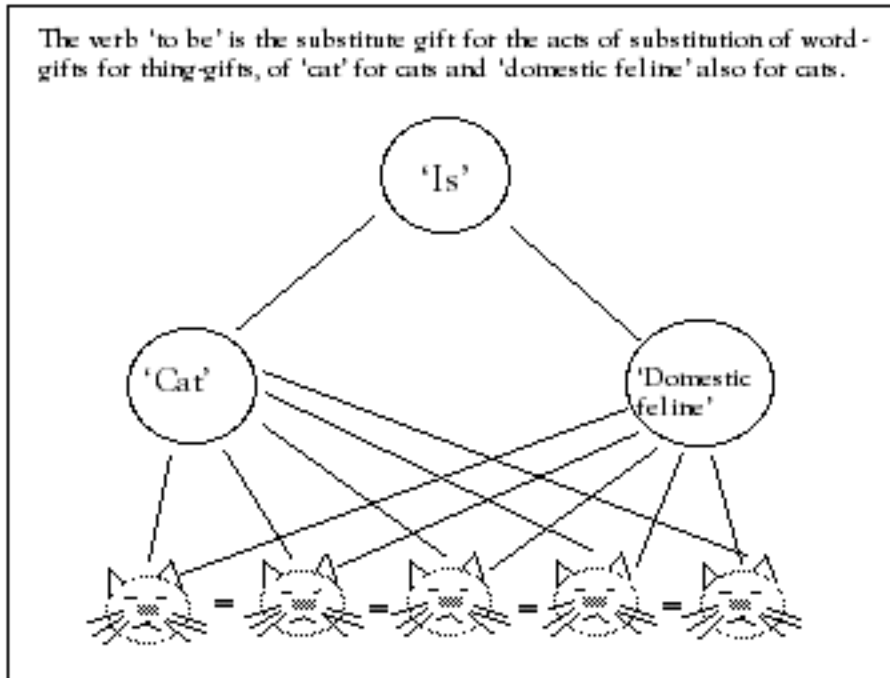 The verb 'to be' is the substitute gift for the acts of substitution of word-
gifts for thing-gifts, of 'cat' for cats and 'domestic feline' also for cats.
'Is'
'Cat'
'Domestic
feline'
= = = =